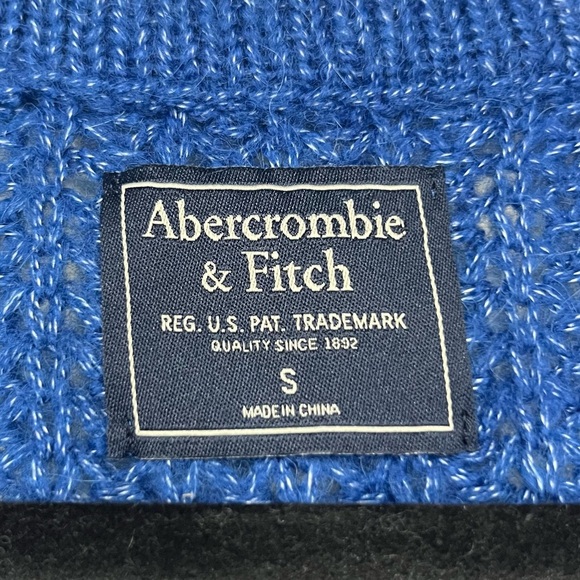 Abercrombie
& Fitch
REG. U.S. PAT. TRADEMARK
QUALITY SINCE 1892
S
MADE IN CHINA